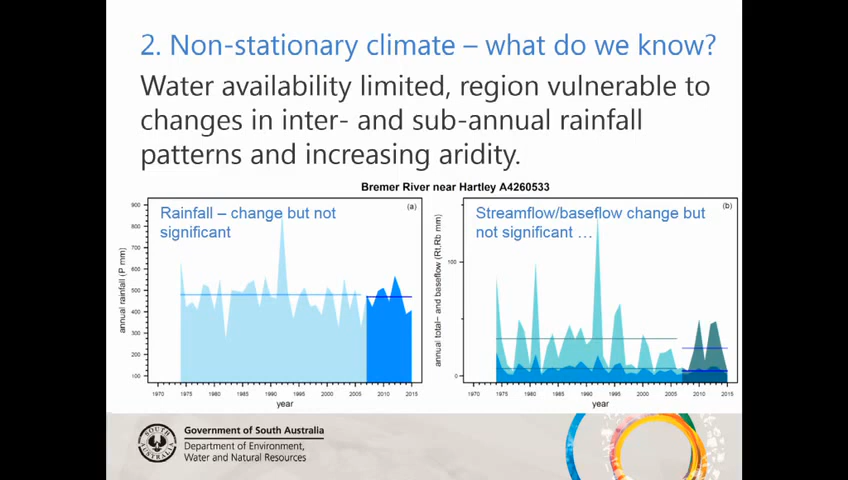 2. Non-stationary climate – what do we know?
Water availability limited, region vulnerable to
changes in inter- and sub-annual rainfall
patterns and increasing aridity.
Bremer River near Hartley A4260533
Rainfall – change but not
significant
(a)
900
800
700
600
500
400
300
200
100
annual rainfall (P mm)
1970 1975 1980 1985 1990 1995 2000 2005 2010 2015
year
Streamflow/baseflow change but
not significant …
(b)
100
0
annual total– and baseflow (Rt.Rb mm)
1970 1975 1980 1985 1990 1995 2000 2005 2010 2015
year
SOUTH AUSTRALIA
Government of South Australia
Department of Environment,
Water and Natural Resources